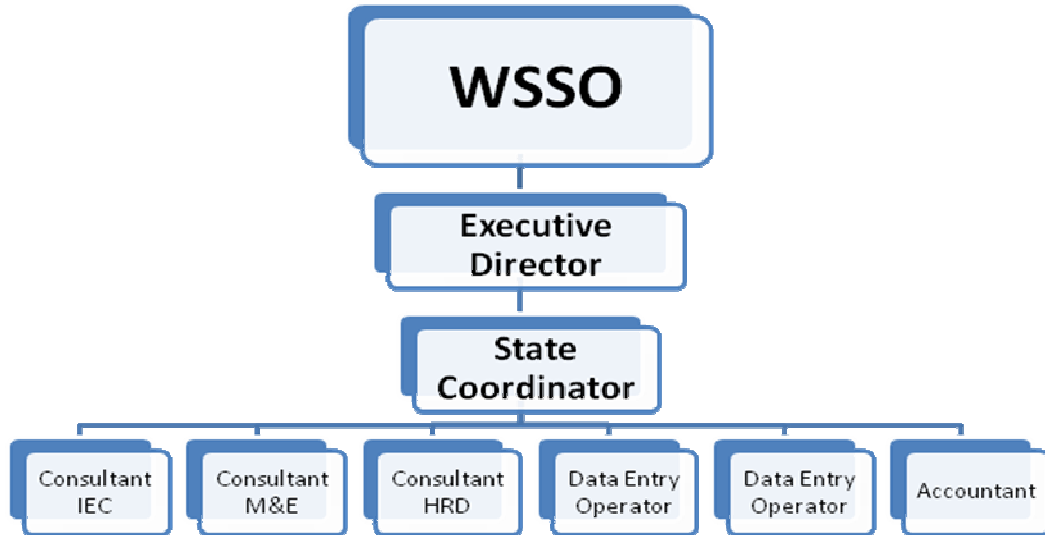 WSSO
Executive
Director
State
Coordinator
Consultant
IEC
Consultant
M&E
Consultant
HRD
Data Entry
Operator
Data Entry
Operator
Accountant